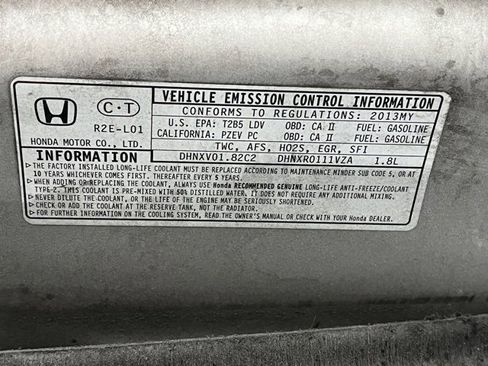 C T
R2E-L01
HONDA MOTOR CO., LTD.
VEHICLE EMISSION CONTROL INFORMATION
CONFORMS TO REGULATIONS: 2013MY
U.S. EPA: T2B5 LDV OBD: CA II FUEL: GASOLINE
CALIFORNIA: PZEV PC OBD: CA II FUEL: GASOLINE
TWC, AFS, HO2S, EGR, SFI
INFORMATION DHNXV01.82C2 DHNXR0111VZA 1.8L
▶THE FACTORY INSTALLED LONG-LIFE COOLANT MUST BE REPLACED ACCORDING TO MAINTENANCE MINDER SUB CODE 5, OR AT
10 YEARS WHICHEVER COMES FIRST. THEREAFTER EVERY 5 YEARS.
▶WHEN ADDING OR REPLACING COOLANT, ALWAYS USE Honda RECOMMENDED GENUINE LONG-LIFE ANTI-FREEZE/COOLANT
TYPE-2. THIS COOLANT IS PRE-MIXED WITH 50% DISTILLED WATER. IT DOES NOT REQUIRE ANY ADDITIONAL MIXING.
▶NEVER DILUTE THE COOLANT, OR THE LIFE OF THE ENGINE MAY BE SERIOUSLY AFFECTED.
▶CHECK OR ADD COOLANT AT THE RESERVE TANK, NOT THE RADIATOR.
▶FOR FURTHER INFORMATION ON THE COOLING SYSTEM, READ THE OWNER'S MANUAL OR CHECK WITH YOUR Honda DEALER.